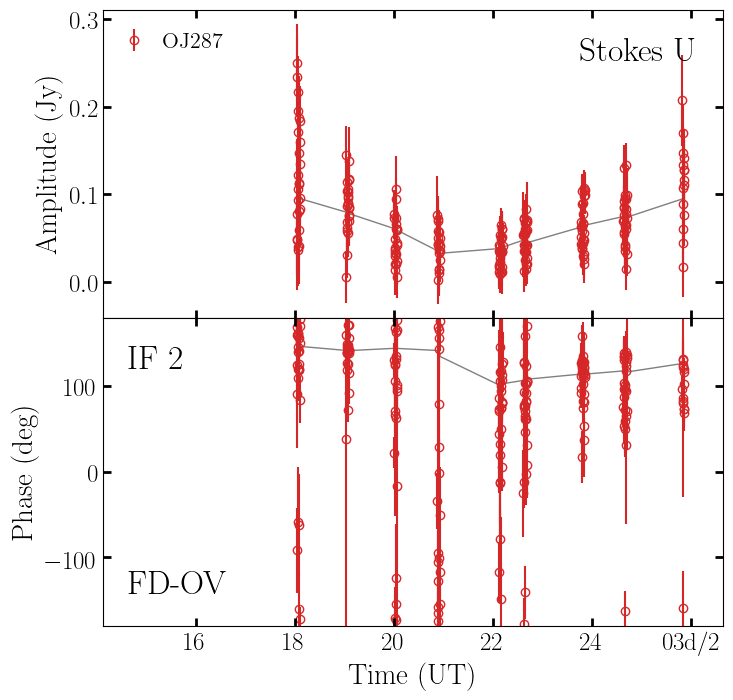 0.3
OJ287
Stokes U
0.2
Amplitude (Jy)
0.1
0.0
IF 2
100
Phase (deg)
0
−100
FD-OV
16 18 20 22 24 03d/2
Time (UT)